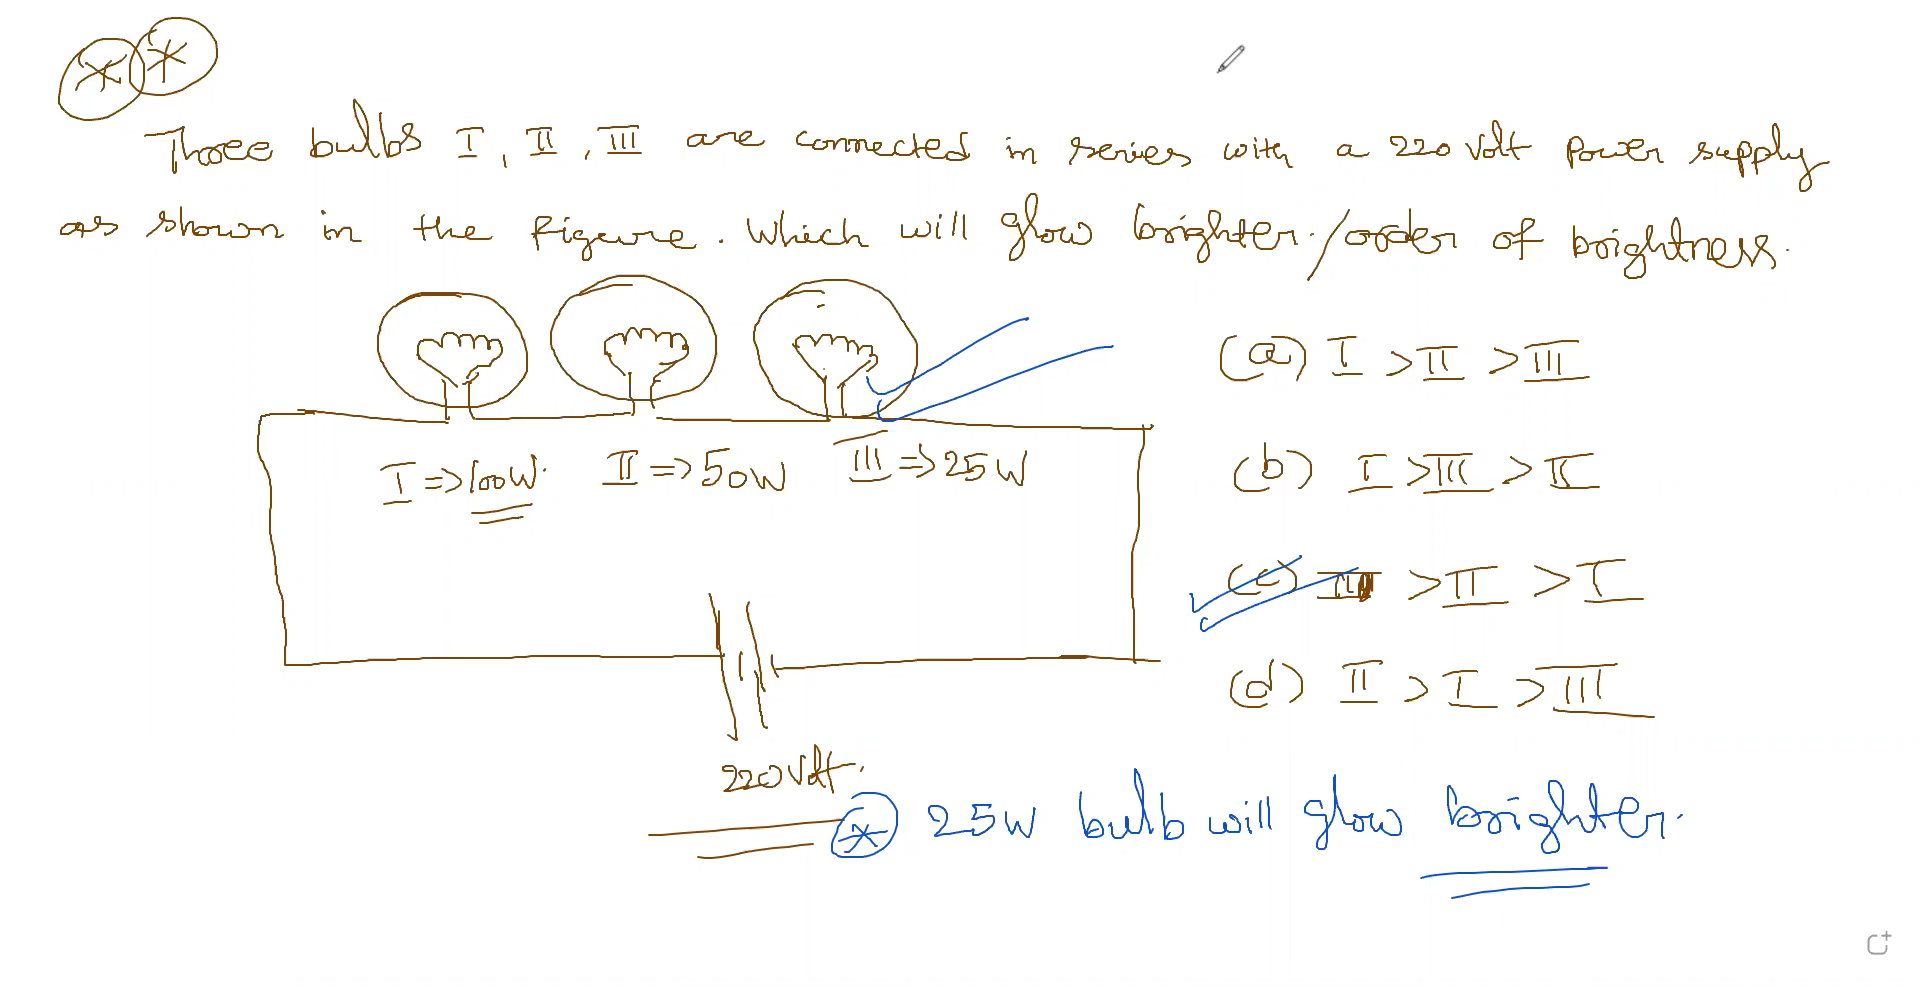 Three bulbs I, II, III are connected in series with a 220 Volt Power supply
as shown in the figure. Which will glow brighter./order of brightness.
I => 100W. II => 50W III => 25W
220 Volt.
(a) I > II > III
(b) I > III > II
(c) III > II > I
(d) II > I > III
25W bulb will glow brighter.